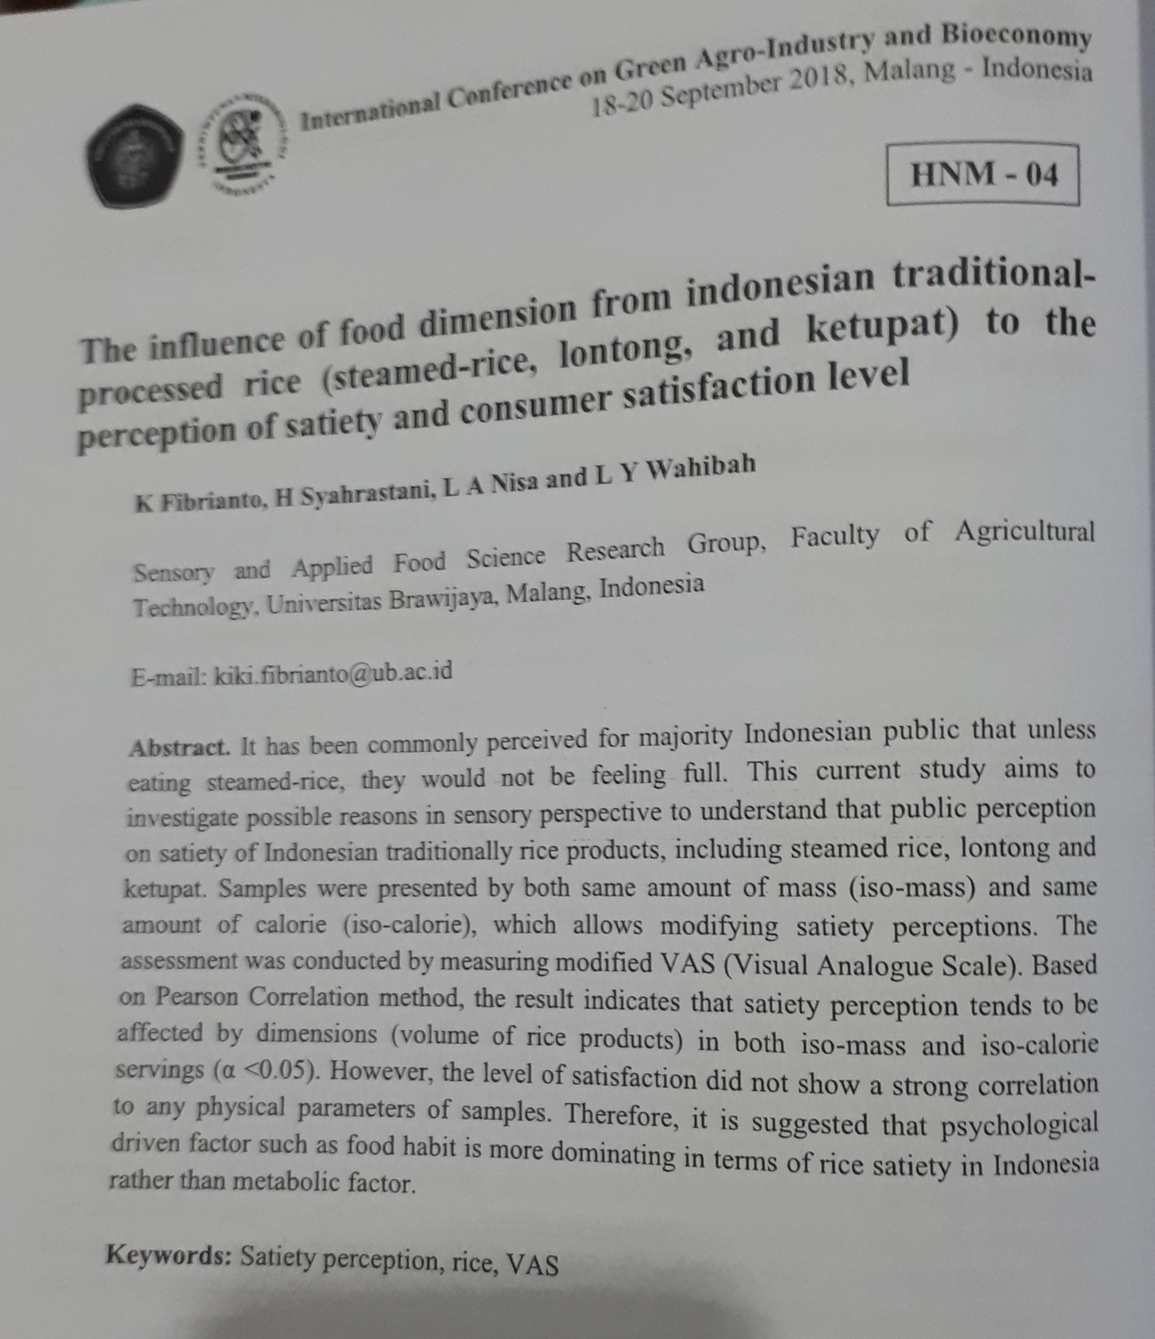 International Conference on Green Agro-Industry and Bioeconomy
18-20 September 2018, Malang - Indonesia
HNM - 04
The influence of food dimension from indonesian traditional-
processed rice (steamed-rice, lontong, and ketupat) to the
perception of satiety and consumer satisfaction level
K Fibrianto, H Syahrastani, L A Nisa and L Y Wahibah
Sensory and Applied Food Science Research Group, Faculty of Agricultural
Technology, Universitas Brawijaya, Malang, Indonesia
E-mail: kiki.fibrianto@ub.ac.id
Abstract. It has been commonly perceived for majority Indonesian public that unless
eating steamed-rice, they would not be feeling full. This current study aims to
investigate possible reasons in sensory perspective to understand that public perception
on satiety of Indonesian traditionally rice products, including steamed rice, lontong and
ketupat. Samples were presented by both same amount of mass (iso-mass) and same
amount of calorie (iso-calorie), which allows modifying satiety perceptions. The
assessment was conducted by measuring modified VAS (Visual Analogue Scale). Based
on Pearson Correlation method, the result indicates that satiety perception tends to be
affected by dimensions (volume of rice products) in both iso-mass and iso-calorie
servings (α <0.05). However, the level of satisfaction did not show a strong correlation
to any physical parameters of samples. Therefore, it is suggested that psychological
driven factor such as food habit is more dominating in terms of rice satiety in Indonesia
rather than metabolic factor.
Keywords: Satiety perception, rice, VAS